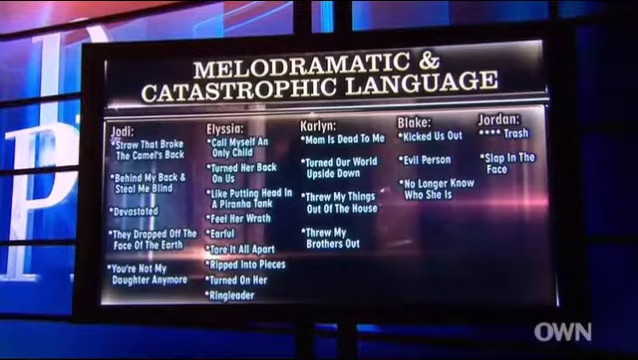 MELODRAMATIC &
CATASTROPHIC LANGUAGE
Jodi:
*Straw That Broke
The Camel's Back
*Behind My Back &
Steal Me Blind
*Devastated
*They Dropped Off The
Face Of The Earth
*You're Not My
Daughter Anymore
Elyssia:
*Call Myself An
Only Child
*Turned Her Back
On Us
*Like Putting Head In
A Piranha Tank
*Feel Her Wrath
*Earful
*Tore It All Apart
*Ripped Into Pieces
*Turned On Her
*Ringleader
Karlyn:
*Mom Is Dead To Me
*Turned Our World
Upside Down
*Threw My Things
Out Of The House
*Threw My
Brothers Out
Blake:
*Kicked Us Out
*Evil Person
*No Longer Know
Who She Is
Jordan:
**** Trash
*Slap In The
Face
P
OWN